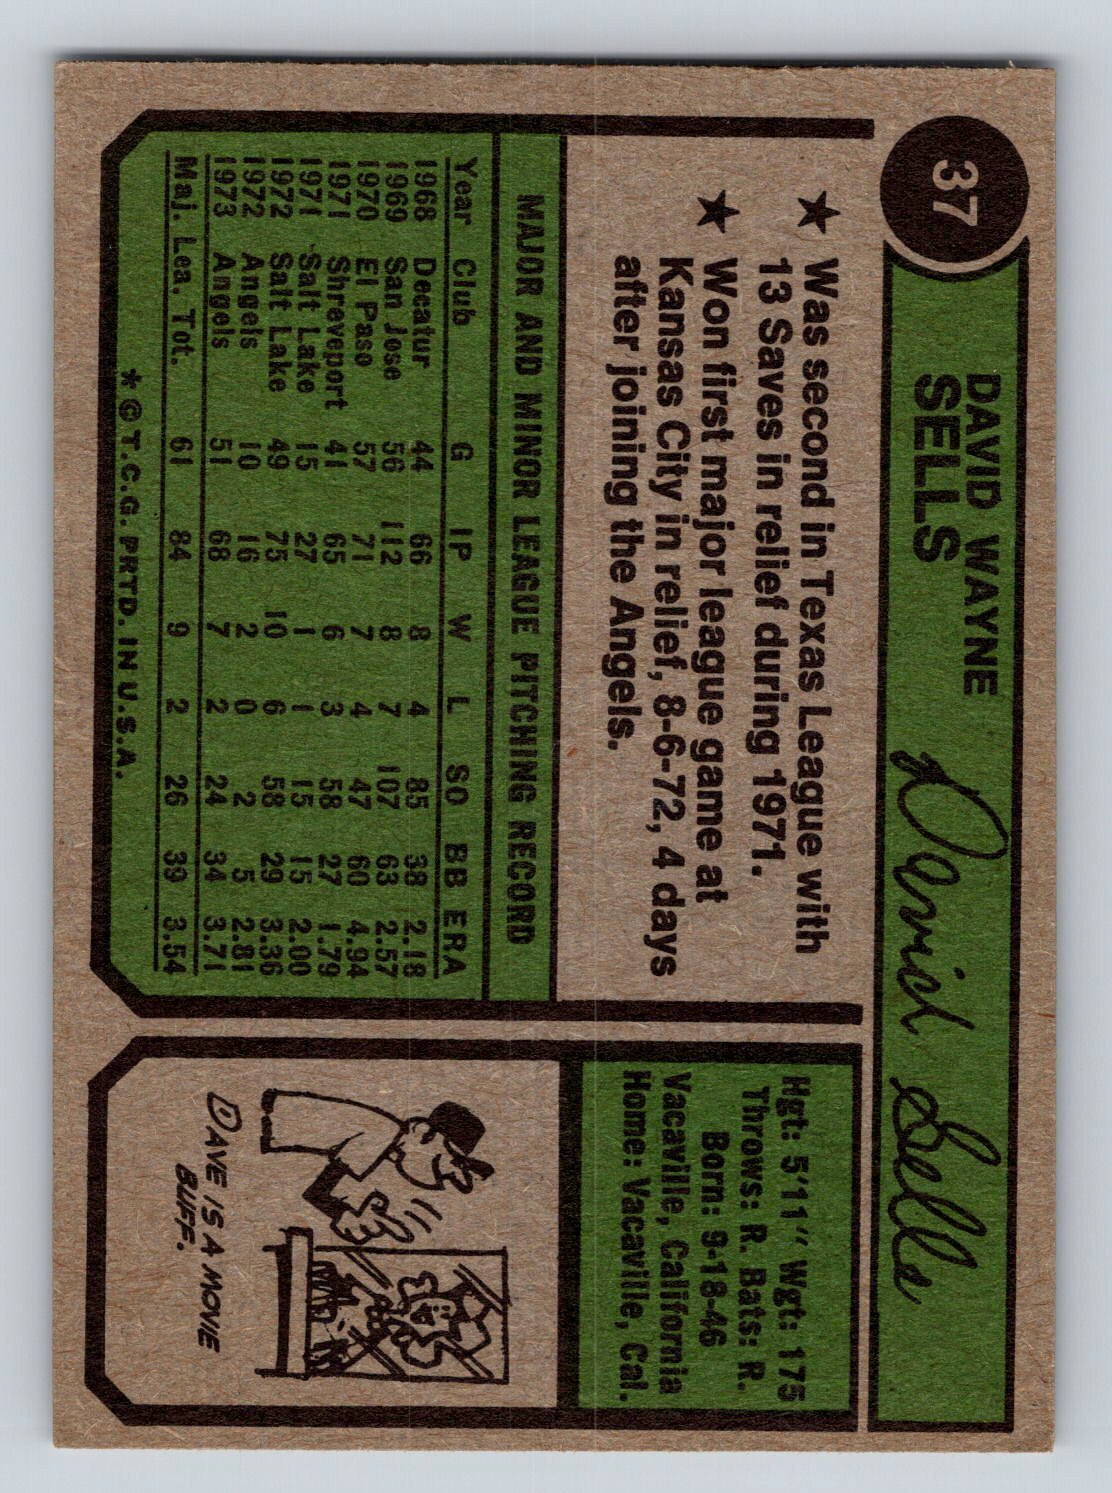 37
DAVID WAYNE
SELLS
David Sells
★ Was second in Texas League with
13 Saves in relief during 1971.
★ Won first major league game at
Kansas City in relief, 8-6-72, 4 days
after joining the Angels.
Hgt: 5'11" Wgt: 175
Throws: R. Bats: R.
Born: 9-18-46
Vacaville, California
Home: Vacaville, Cal.
MAJOR AND MINOR LEAGUE PITCHING RECORD
Year Club G IP W L SO BB ERA
1968 Decatur 44 66 8 4 85 38 2.18
1969 San Jose 56 112 8 7 107 63 2.57
1970 El Paso 57 71 7 4 47 60 4.94
1971 Shreveport 41 65 6 3 58 27 1.79
1971 Salt Lake 15 27 1 1 15 15 2.00
1972 Salt Lake 49 75 10 6 58 29 3.36
1972 Angels 10 16 2 0 2 5 2.81
1973 Angels 51 68 7 2 24 34 3.71
Maj. Lea. Tot. 61 84 9 2 26 39 3.54
* © T.C.G. PRTD. IN U.S.A.
DAVE IS A MOVIE
BUFF.